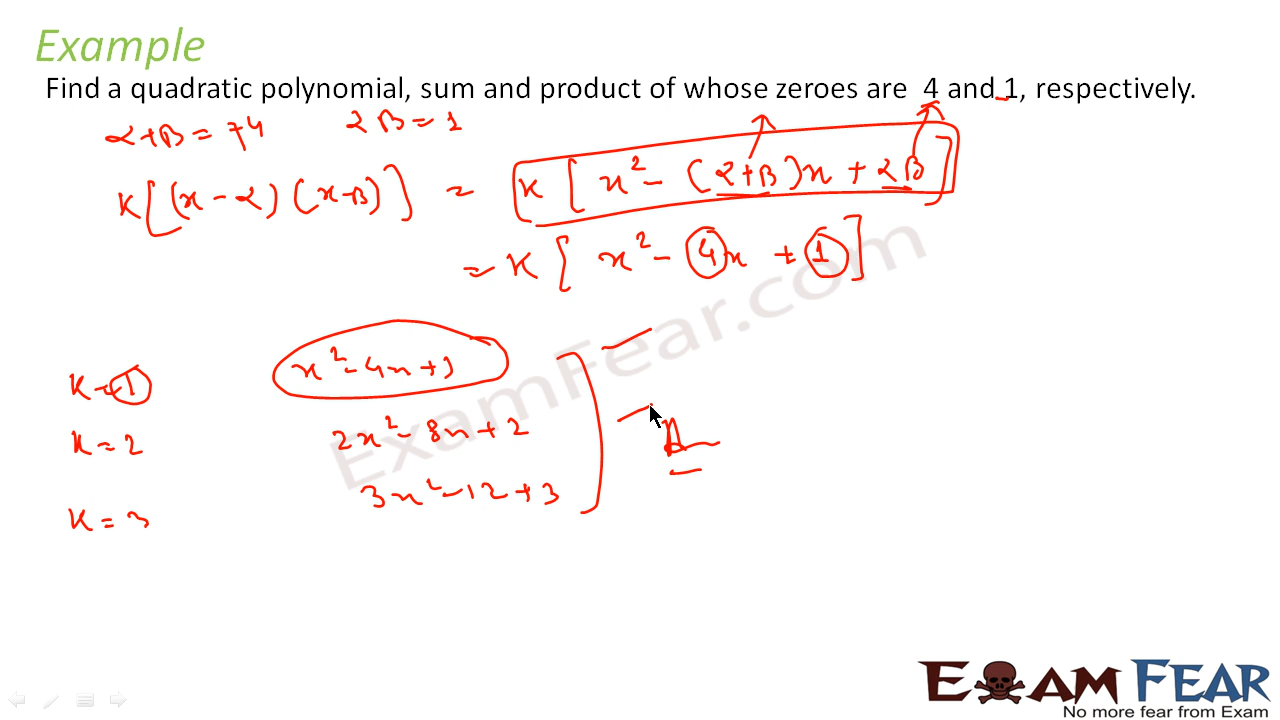 Example
Find a quadratic polynomial, sum and product of whose zeroes are 4 and 1, respectively.
α+β = 4 αβ = 1
K[(x-α)(x-β)] = K[x² - (α+β)x + αβ]
= K[x² - 4x + 1]
K = 1 x² - 4x + 1
K = 2 2x² - 8x + 2
K = 3 3x² - 12 + 3
ExamFear.com
EXAM FEAR
No more fear from Exam